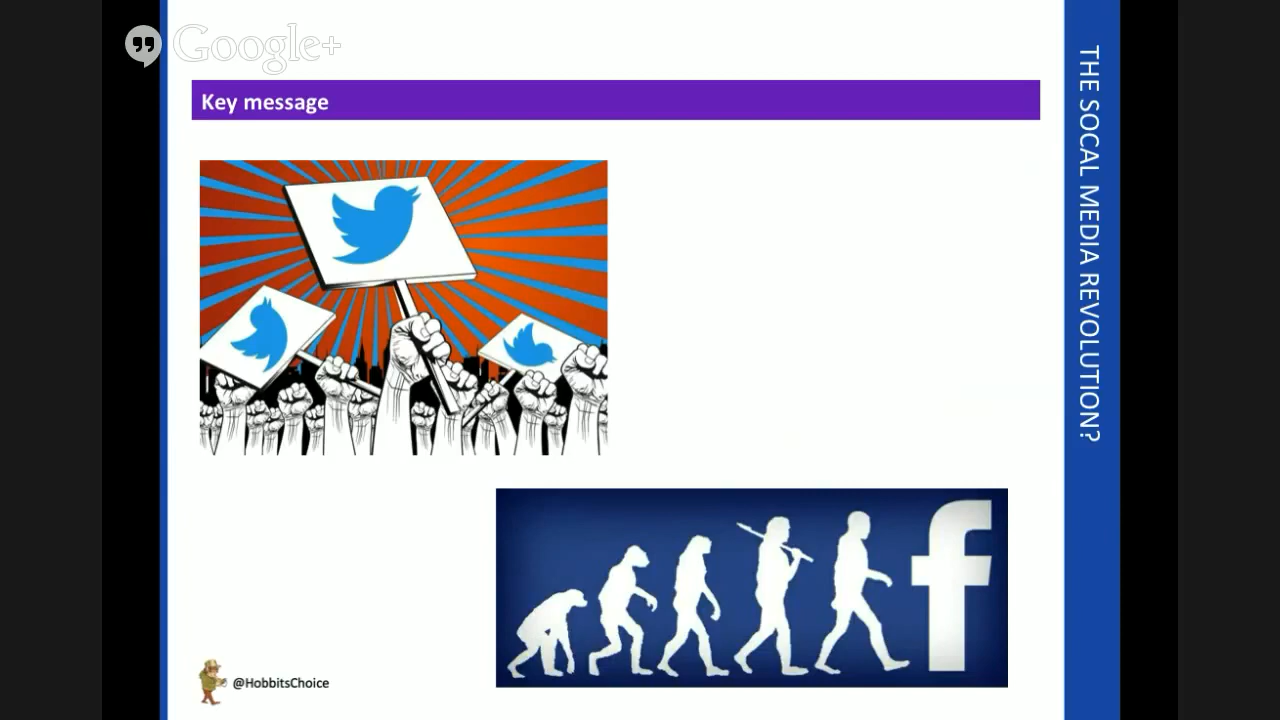 Google+
Key message
THE SOCAL MEDIA REVOLUTION?
f
@HobbitsChoice